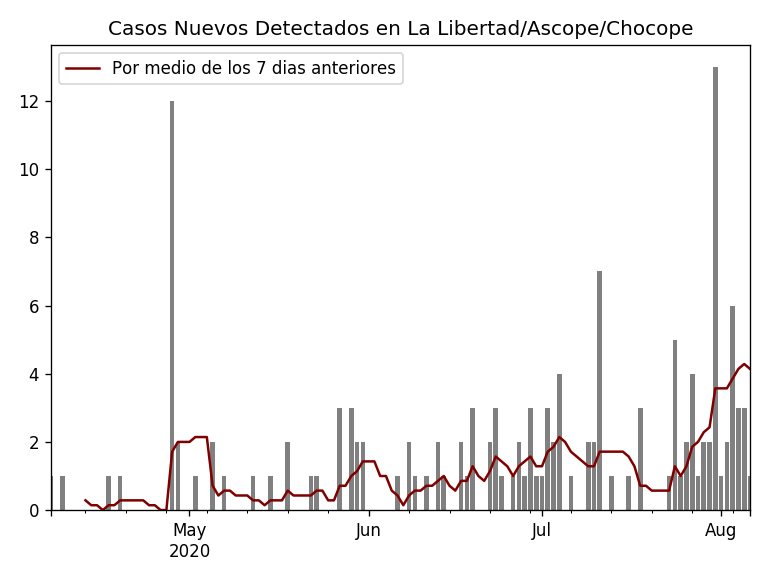 Casos Nuevos Detectados en La Libertad/Ascope/Chocope
Por medio de los 7 dias anteriores
12
10
8
6
4
2
0
May
2020
Jun
Jul
Aug